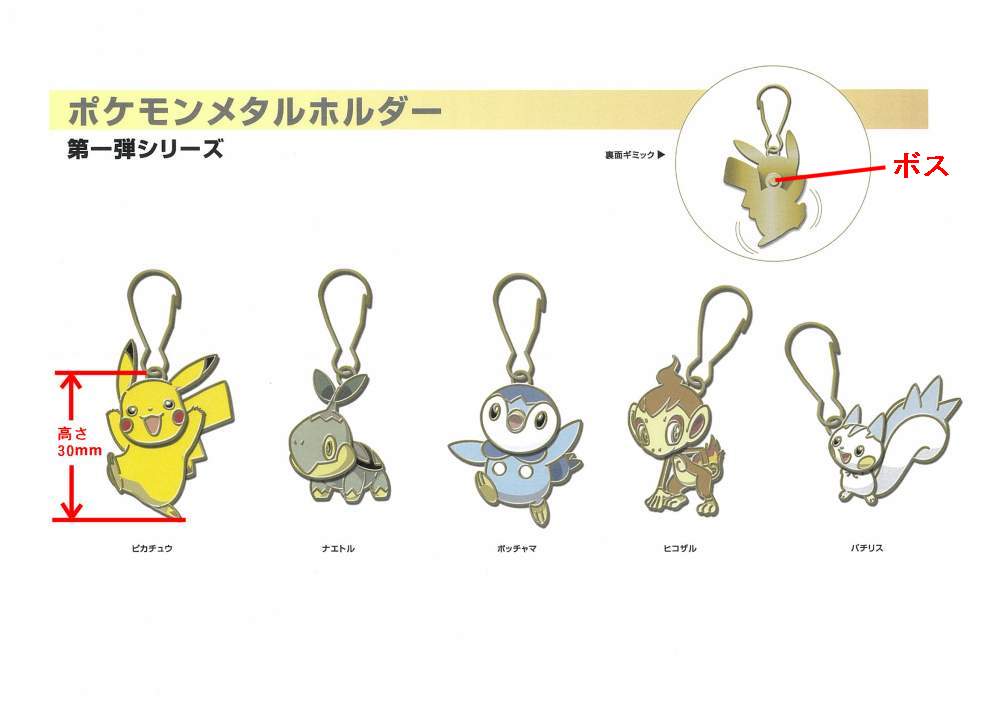 ポケモンメタルホルダー
第一弾シリーズ
裏面ギミック▶
ボス
高さ
30mm
ピカチュウ
ナエトル
ポッチャマ
ヒコザル
パチリス